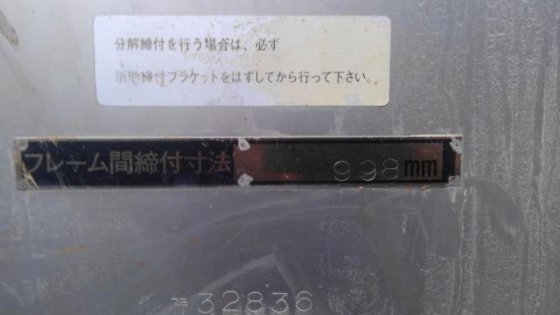 分解締付を行う場合は、必ず
補助締付ブラケットをはずしてから行って下さい。
フレーム間締付寸法 998mm
32836